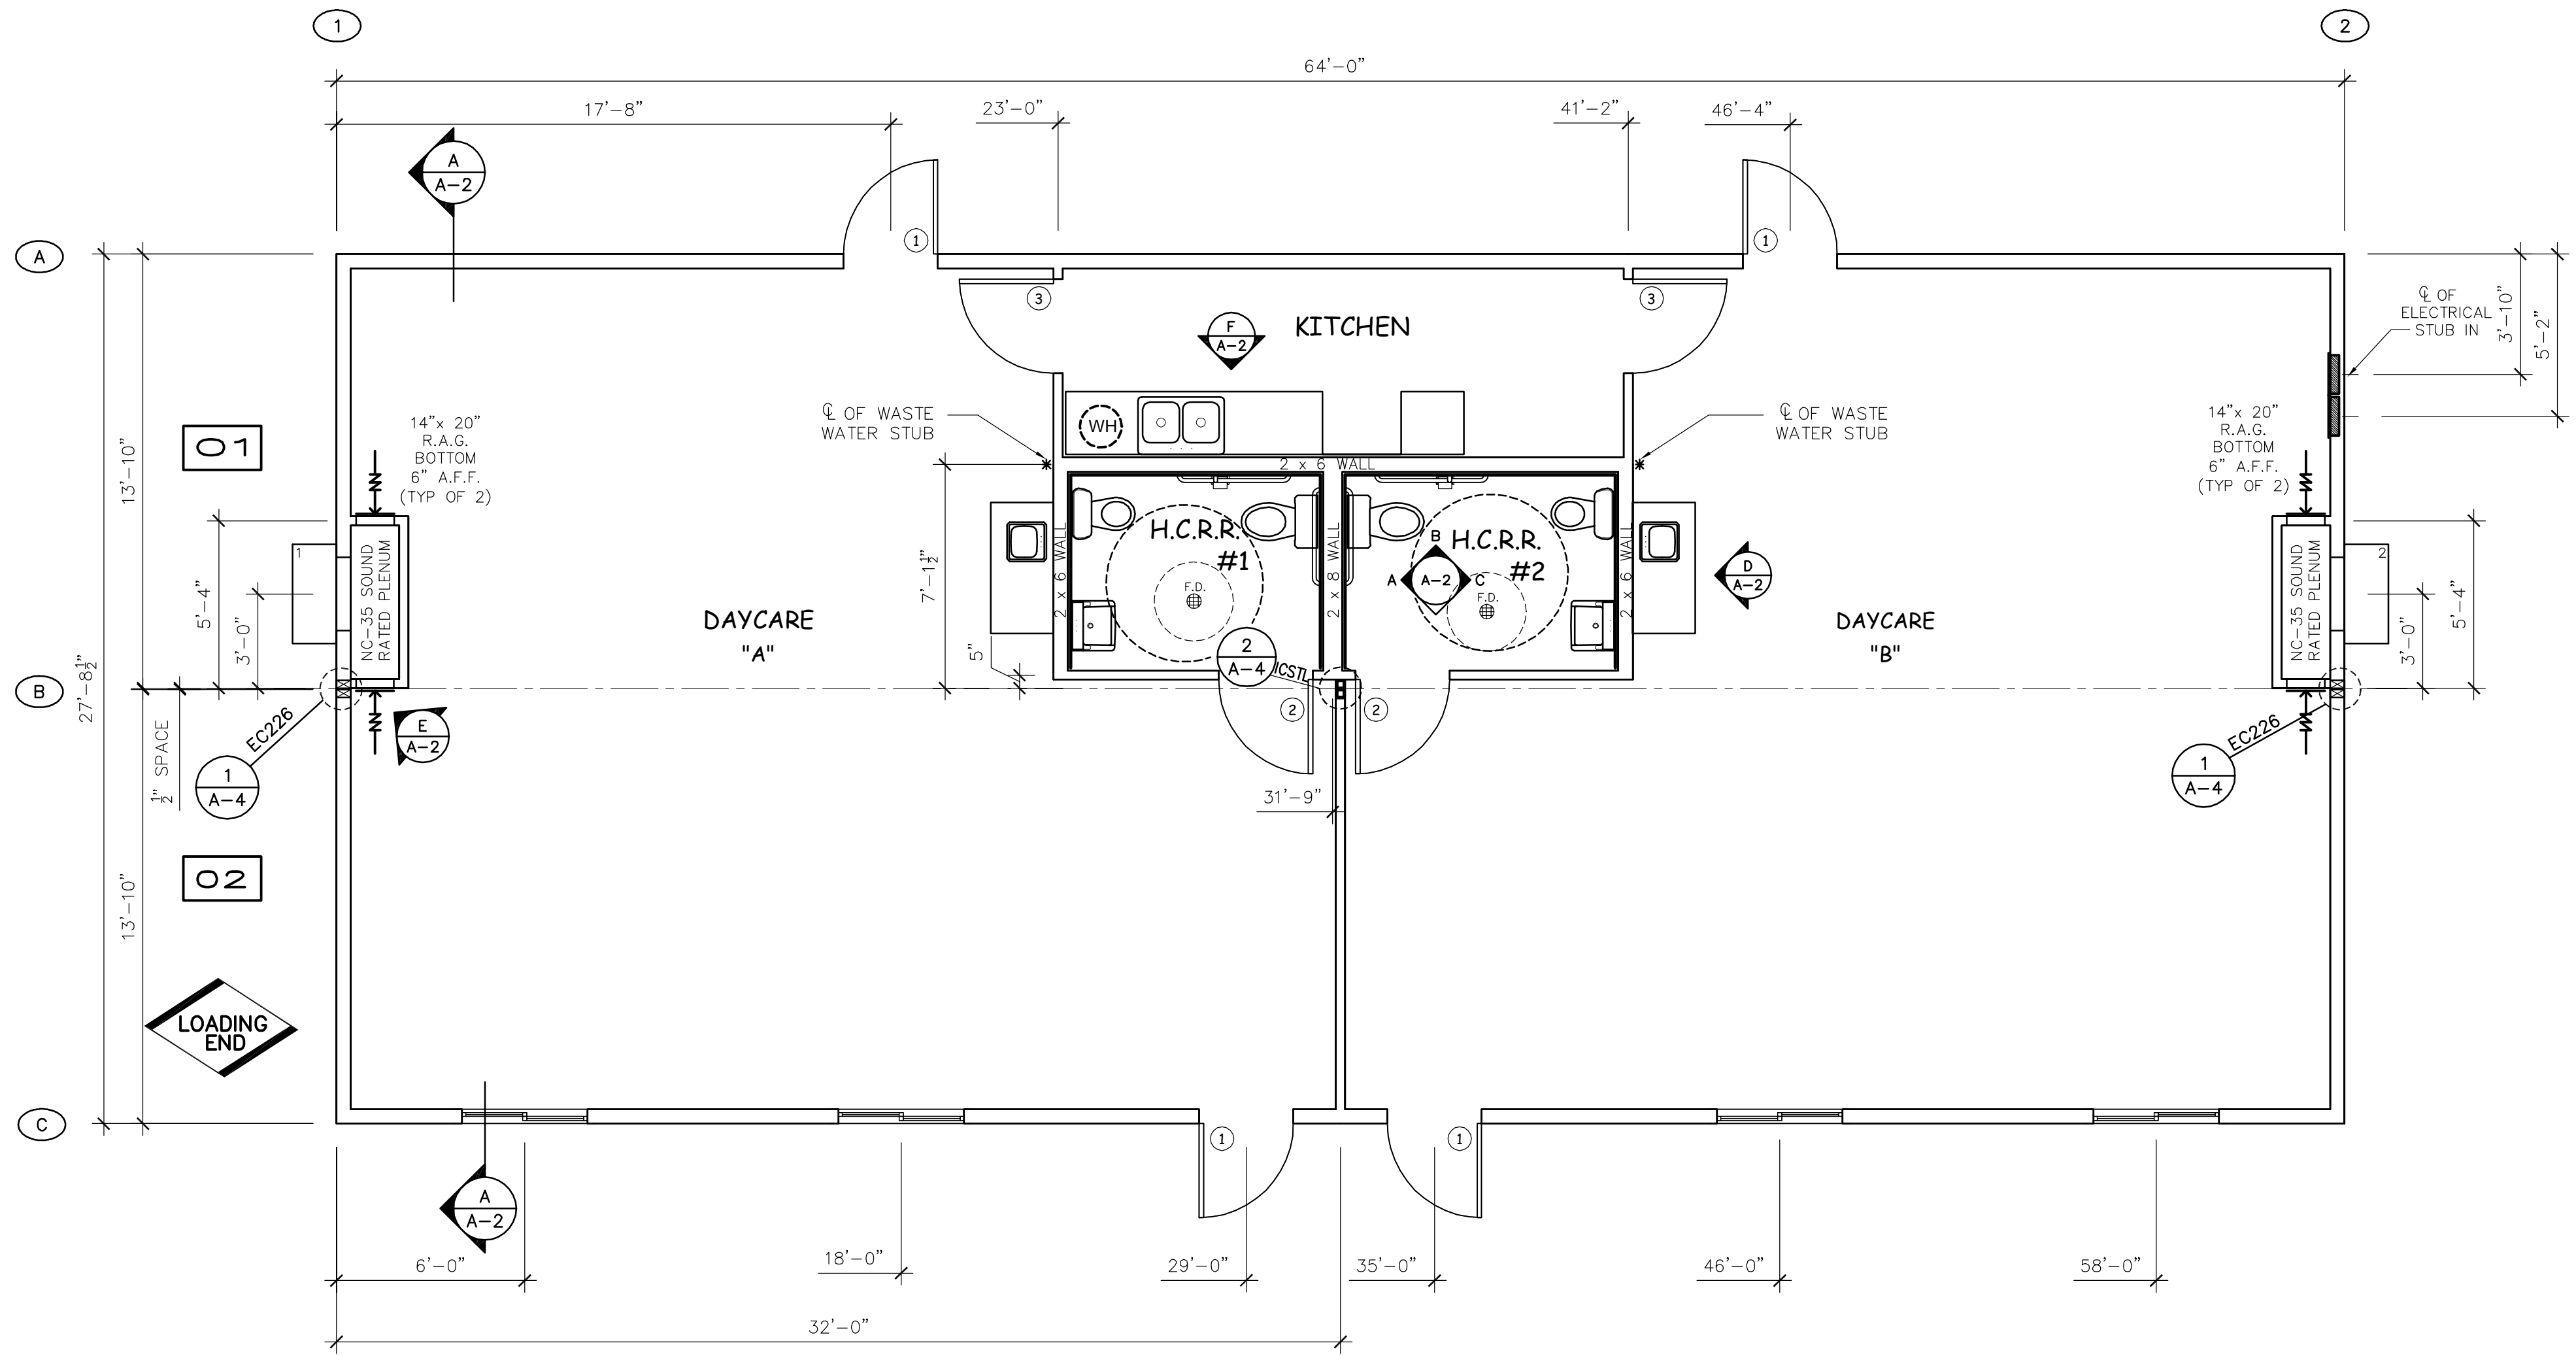 1
2
64'-0"
17'-8"
23'-0"
41'-2"
46'-4"
A
A-2
A
1
1
3
3
F
A-2
KITCHEN
℄ OF
ELECTRICAL
STUB IN
3'-10"
5'-2"
13'-10"
01
14"x 20"
R.A.G.
BOTTOM
6" A.F.F.
(TYP OF 2)
℄ OF WASTE
WATER STUB
WH
℄ OF WASTE
WATER STUB
14"x 20"
R.A.G.
BOTTOM
6" A.F.F.
(TYP OF 2)
2 x 6 WALL
2 x 6 WALL
2 x 8 WALL
2 x 6 WALL
H.C.R.R.
#1
F.D.
H.C.R.R.
#2
F.D.
B
A
A-2
C
D
A-2
1
NC-35 SOUND
RATED PLENUM
2
NC-35 SOUND
RATED PLENUM
5'-4"
3'-0"
7'-1½"
5"
3'-0"
5'-4"
DAYCARE
"A"
DAYCARE
"B"
2
A-4
ICSTL
B
27'-8½"
½" SPACE
EC226
1
A-4
E
A-2
2
2
31'-9"
EC226
1
A-4
02
13'-10"
LOADING
END
C
1
1
A
A-2
6'-0"
18'-0"
29'-0"
35'-0"
46'-0"
58'-0"
32'-0"